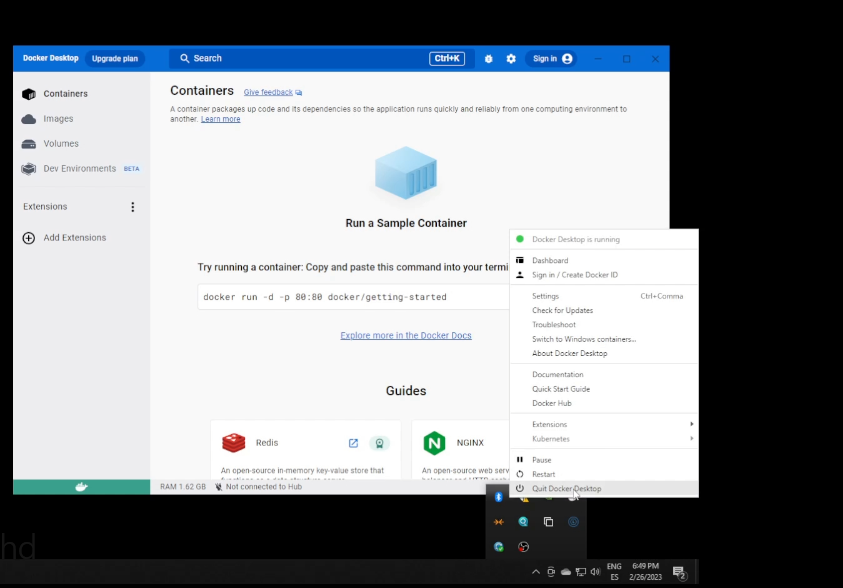 Docker Desktop Upgrade plan Search Ctrl+K Sign in
Containers
Images
Volumes
Dev Environments BETA
Extensions
Add Extensions
Containers Give feedback
A container packages up code and its dependencies so the application runs quickly and reliably from one computing environment to
another. Learn more
Run a Sample Container
Try running a container: Copy and paste this command into your termi
docker run -d -p 80:80 docker/getting-started
Explore more in the Docker Docs
Guides
Redis
An open-source in-memory key-value store that
NGINX
An open-source web serv
RAM 1.62 GB Not connected to Hub
Docker Desktop is running
Dashboard
Sign in / Create Docker ID
Settings Ctrl+Comma
Check for Updates
Troubleshoot
Switch to Windows containers...
About Docker Desktop
Documentation
Quick Start Guide
Docker Hub
Extensions
Kubernetes
Pause
Restart
Quit Docker Desktop
hd
ENG 6:49 PM
ES 2/26/2023 2